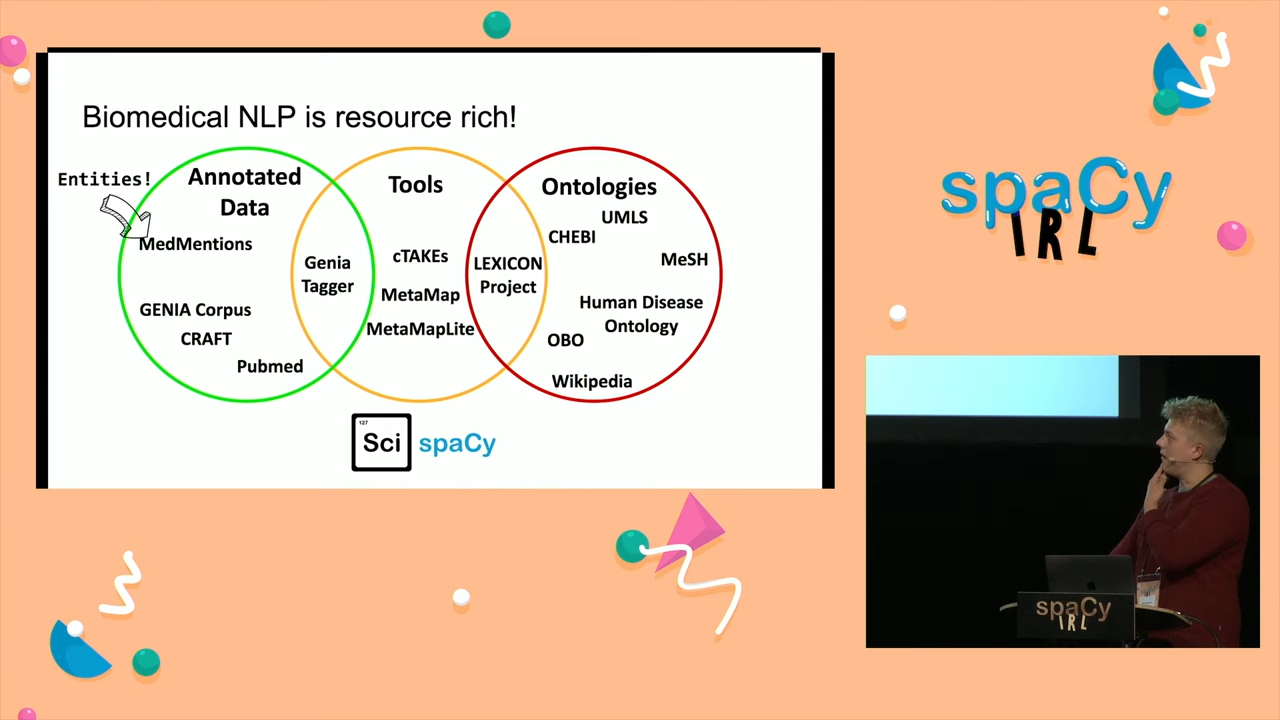 Biomedical NLP is resource rich!
Entities!
Annotated
Data
MedMentions
GENIA Corpus
CRAFT
Pubmed
Genia
Tagger
Tools
cTAKEs
MetaMap
MetaMapLite
LEXICON
Project
Ontologies
UMLS
CHEBI
MeSH
Human Disease
Ontology
OBO
Wikipedia
127
Sci spaCy
spaCy
IRL
spaCy
IRL